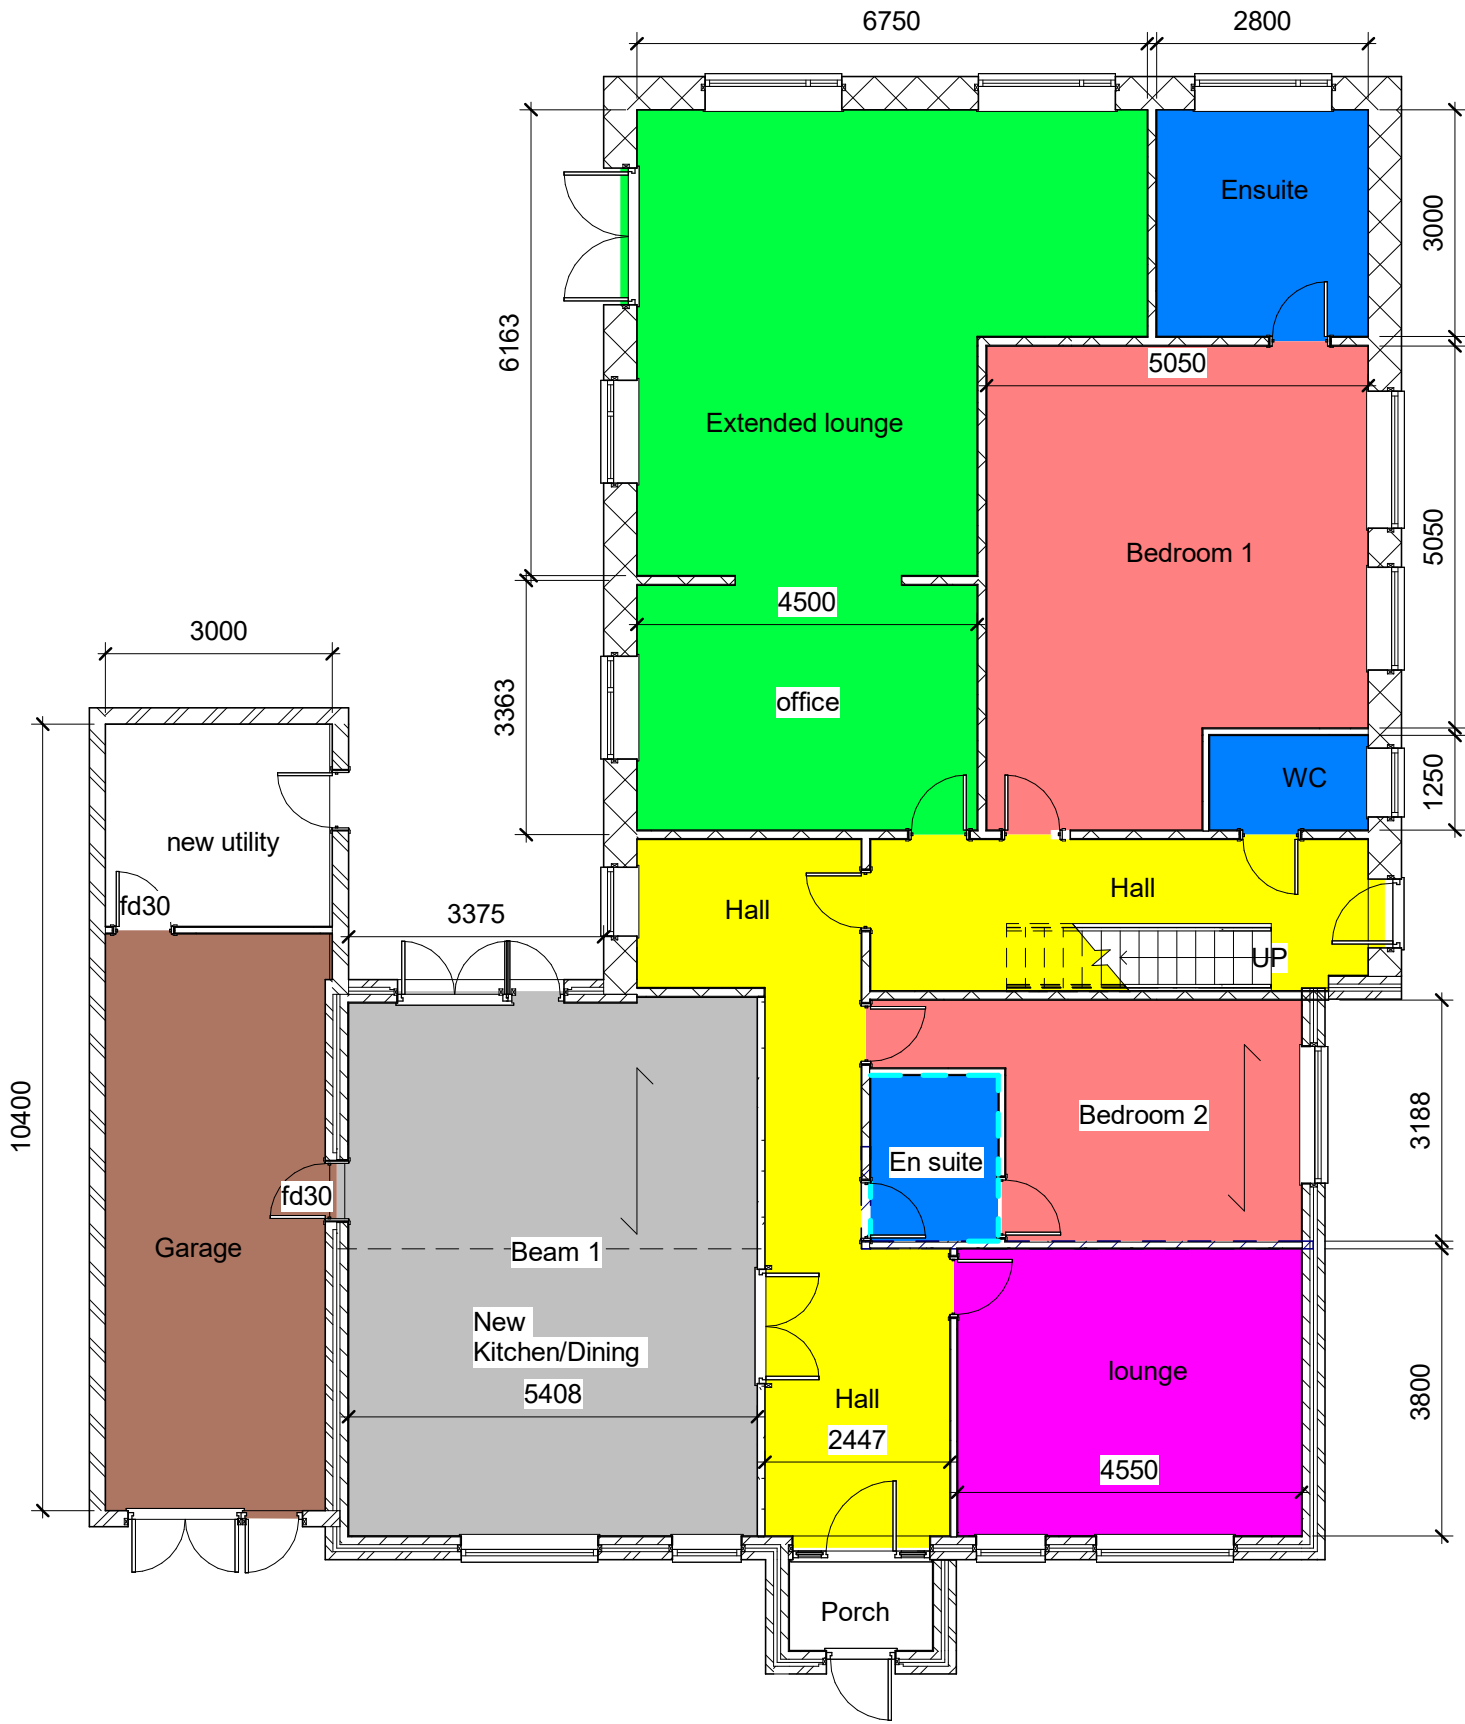 6750
2800
Ensuite
3000
6163
5050
Extended lounge
5050
Bedroom 1
4500
3000
office
3363
WC
1250
new utility
fd30
3375
Hall
Hall
UP
10400
3188
Bedroom 2
En suite
fd30
Garage
Beam 1
New
Kitchen/Dining
5408
lounge
Hall
3800
2447
4550
Porch